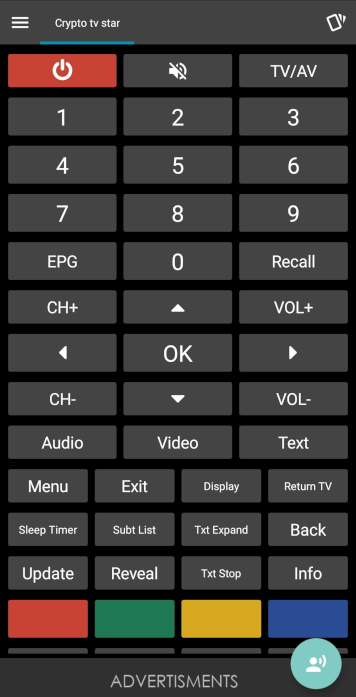 Crypto tv star
TV/AV
1 2 3
4 5 6
7 8 9
EPG 0 Recall
CH+ VOL+
OK
CH- VOL-
Audio Video Text
Menu Exit Display Return TV
Sleep Timer Subt List Txt Expand Back
Update Reveal Txt Stop Info
ADVERTISMENTS